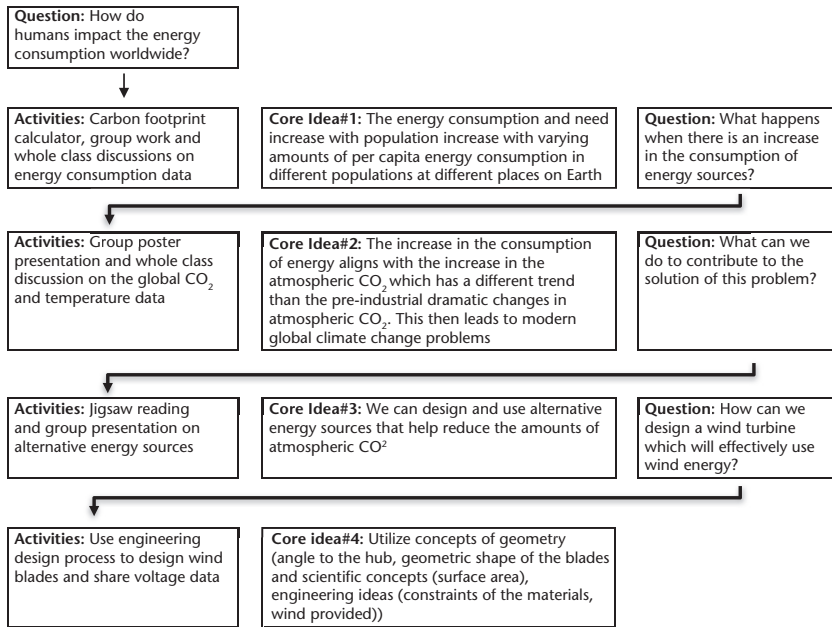 Question: How do
humans impact the energy
consumption worldwide?
Activities: Carbon footprint
calculator, group work and
whole class discussions on
energy consumption data
Core Idea#1: The energy consumption and need
increase with population increase with varying
amounts of per capita energy consumption in
different populations at different places on Earth
Question: What happens
when there is an increase
in the consumption of
energy sources?
Activities: Group poster
presentation and whole class
discussion on the global CO₂
and temperature data
Core Idea#2: The increase in the consumption
of energy aligns with the increase in the
atmospheric CO₂ which has a different trend
than the pre-industrial dramatic changes in
atmospheric CO₂. This then leads to modern
global climate change problems
Question: What can we
do to contribute to the
solution of this problem?
Activities: Jigsaw reading
and group presentation on
alternative energy sources
Core Idea#3: We can design and use alternative
energy sources that help reduce the amounts of
atmospheric CO²
Question: How can we
design a wind turbine
which will effectively use
wind energy?
Activities: Use engineering
design process to design wind
blades and share voltage data
Core idea#4: Utilize concepts of geometry
(angle to the hub, geometric shape of the blades
and scientific concepts (surface area),
engineering ideas (constraints of the materials,
wind provided))